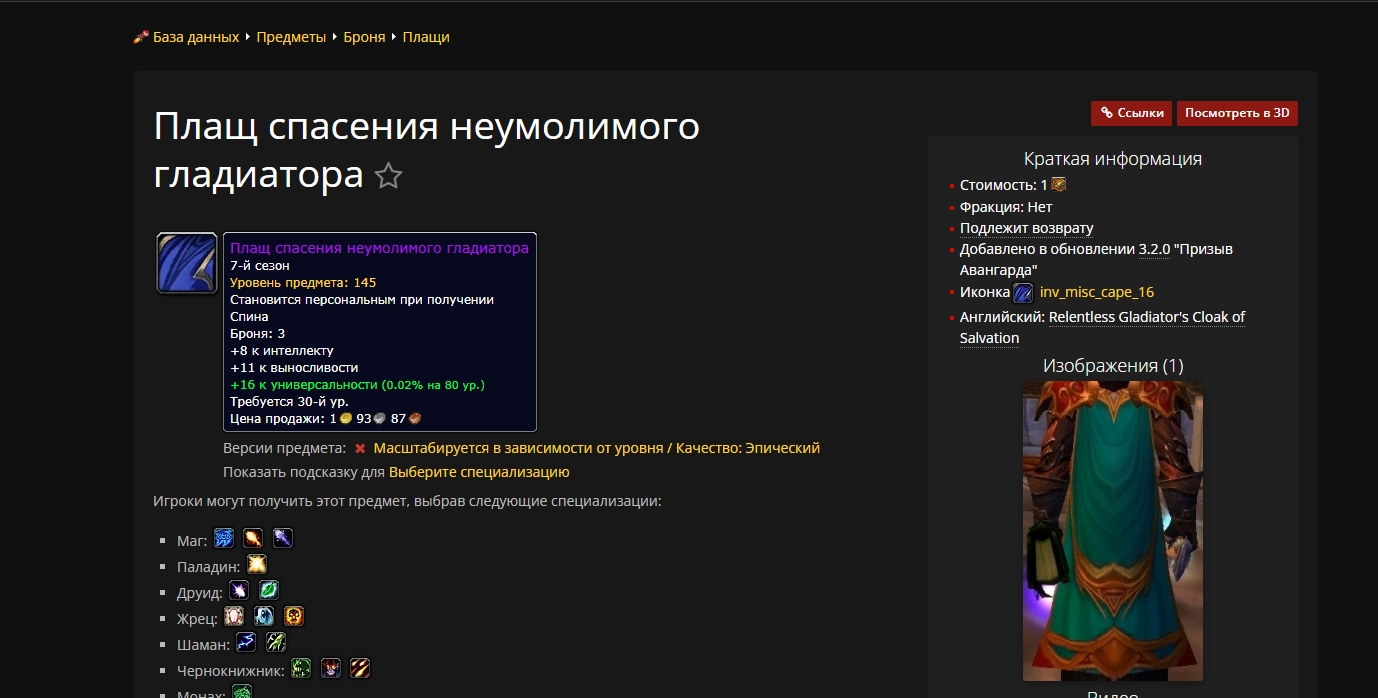 База данных Предметы Броня Плащи
Плащ спасения неумолимого
гладиатора
Плащ спасения неумолимого гладиатора
7-й сезон
Уровень предмета: 145
Становится персональным при получении
Спина
Броня: 3
+8 к интеллекту
+11 к выносливости
+16 к универсальности (0.02% на 80 ур.)
Требуется 30-й ур.
Цена продажи: 1 93 87
Версии предмета: Масштабируется в зависимости от уровня / Качество: Эпический
Показать подсказку для Выберите специализацию
Игроки могут получить этот предмет, выбрав следующие специализации:
Маг:
Паладин:
Друид:
Жрец:
Шаман:
Чернокнижник:
Монах:
Ссылки Посмотреть в 3D
Краткая информация
Стоимость: 1
Фракция: Нет
Подлежит возврату
Добавлено в обновлении 3.2.0 "Призыв
Авангарда"
Иконка inv_misc_cape_16
Английский: Relentless Gladiator's Cloak of
Salvation
Изображения (1)
Видео